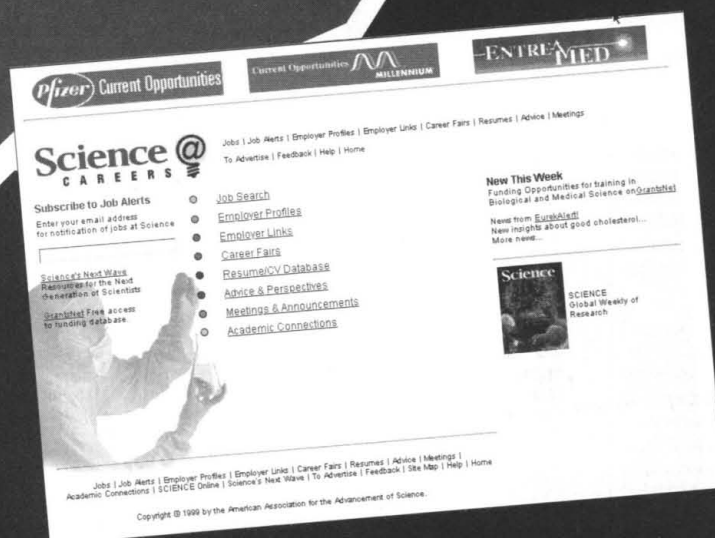 Pfizer Current Opportunities
Current Opportunities MILLENNIUM
ENTREMED
Science @
CAREERS
Jobs | Job Alerts | Employer Profiles | Employer Links | Career Fairs | Resumes | Advice | Meetings
To Advertise | Feedback | Help | Home
Subscribe to Job Alerts
Enter your email address
for notification of jobs at Science
Science's Next Wave
Resources for the Next
Generation of Scientists
GrantsNet Free access
to funding database.
Job Search
Employer Profiles
Employer Links
Career Fairs
Resume/CV Database
Advice & Perspectives
Meetings & Announcements
Academic Connections
New This Week
Funding Opportunities for training in
Biological and Medical Science on GrantsNet
News from EurekAlert!
New insights about good cholesterol...
More news...
Science
SCIENCE
Global Weekly of
Research
Jobs | Job Alerts | Employer Profiles | Employer Links | Career Fairs | Resumes | Advice | Meetings |
Academic Connections | SCIENCE Online | Science's Next Wave | To Advertise | Feedback | Site Map | Help | Home
Copyright © 1999 by the American Association for the Advancement of Science.